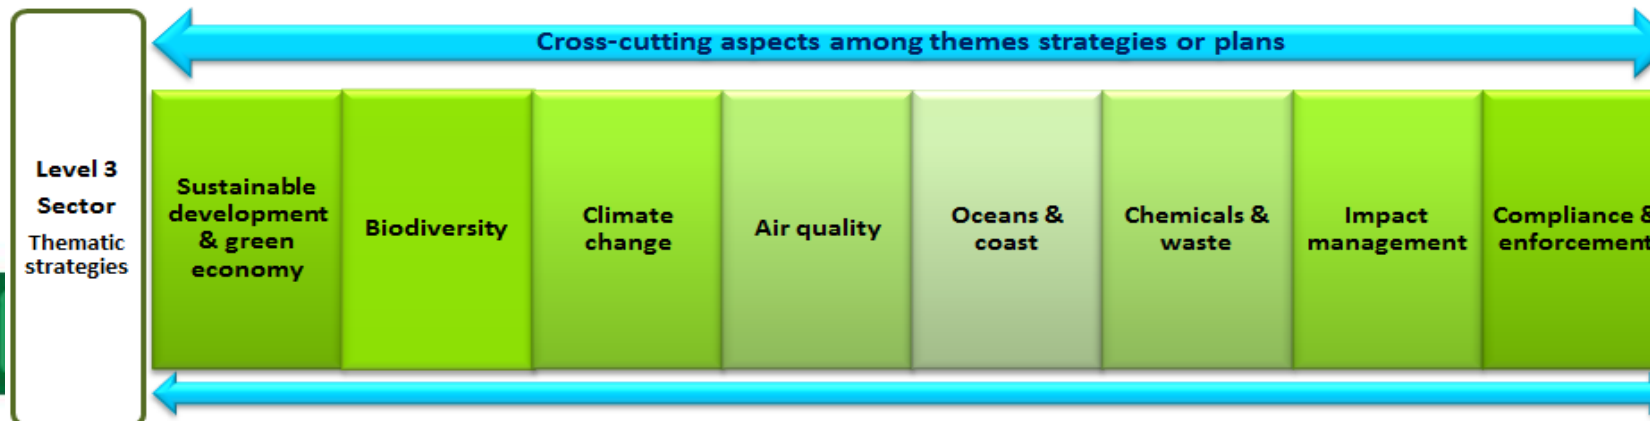 Cross-cutting aspects among themes strategies or plans
Level 3
Sector
Thematic
strategies
Sustainable
development
& green
economy
Biodiversity
Climate
change
Air quality
Oceans &
coast
Chemicals &
waste
Impact
management
Compliance &
enforcement